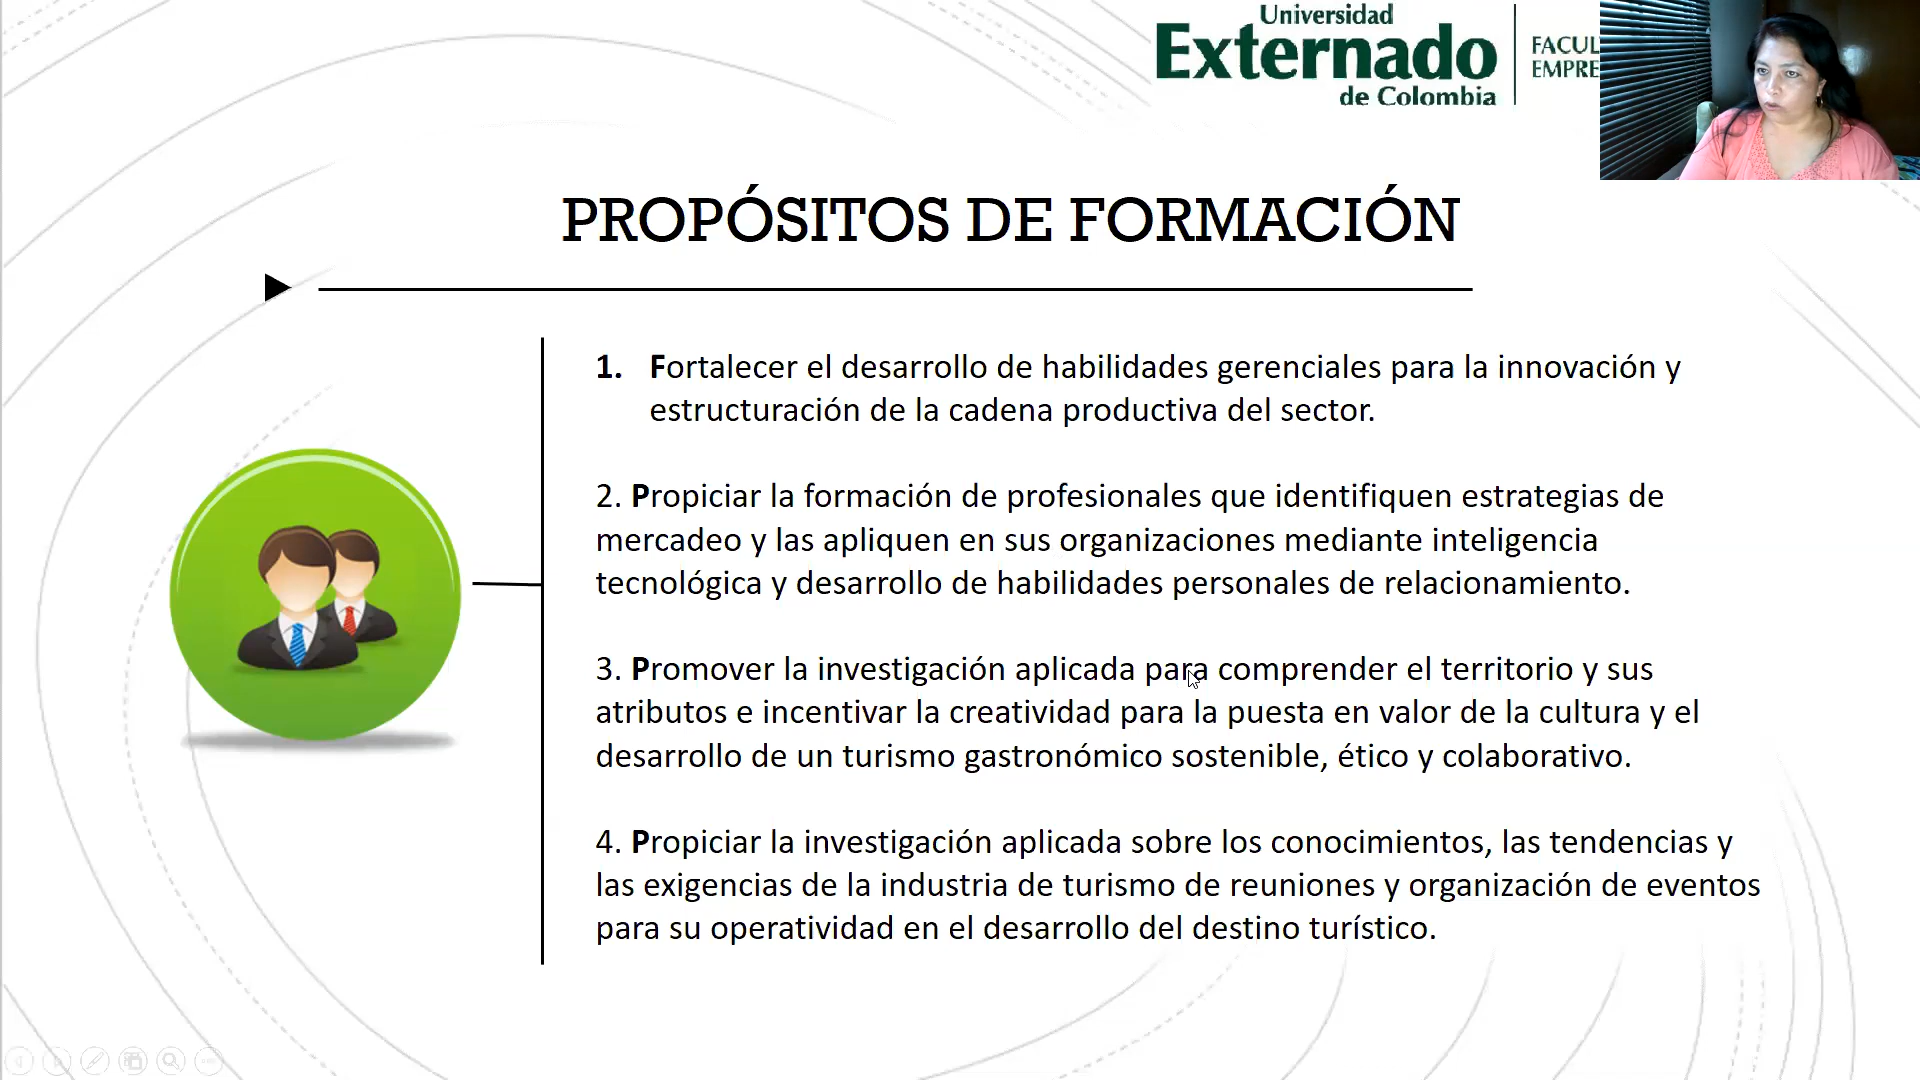 Universidad
Externado
de Colombia
FACUL
EMPRE
PROPÓSITOS DE FORMACIÓN
1. Fortalecer el desarrollo de habilidades gerenciales para la innovación y
estructuración de la cadena productiva del sector.
2. Propiciar la formación de profesionales que identifiquen estrategias de
mercadeo y las apliquen en sus organizaciones mediante inteligencia
tecnológica y desarrollo de habilidades personales de relacionamiento.
3. Promover la investigación aplicada para comprender el territorio y sus
atributos e incentivar la creatividad para la puesta en valor de la cultura y el
desarrollo de un turismo gastronómico sostenible, ético y colaborativo.
4. Propiciar la investigación aplicada sobre los conocimientos, las tendencias y
las exigencias de la industria de turismo de reuniones y organización de eventos
para su operatividad en el desarrollo del destino turístico.